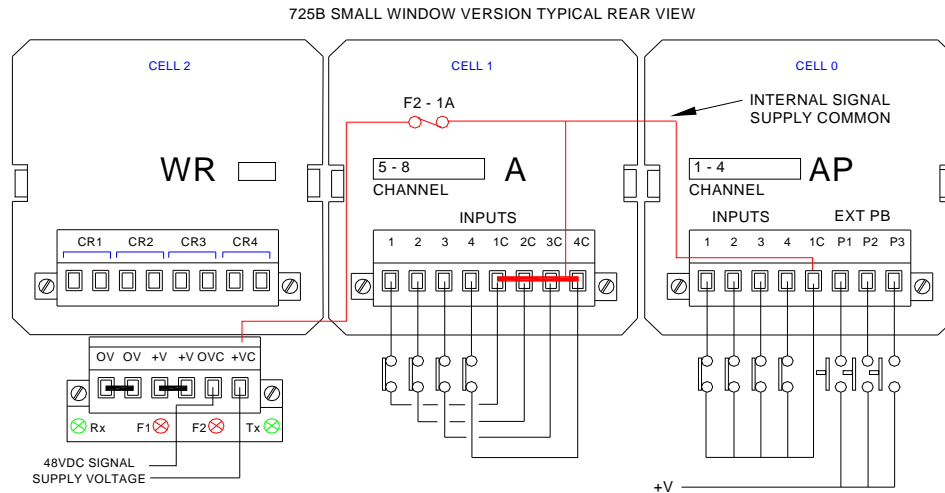 725B SMALL WINDOW VERSION TYPICAL REAR VIEW
CELL 2
CELL 1
CELL 0
F2 - 1A
INTERNAL SIGNAL
SUPPLY COMMON
WR
5 - 8
CHANNEL
A
1 - 4
CHANNEL
AP
INPUTS
INPUTS EXT PB
CR1 CR2 CR3 CR4
1 2 3 4 1C 2C 3C 4C
1 2 3 4 1C P1 P2 P3
OV OV +V +V OVC +VC
Rx F1 F2 Tx
48VDC SIGNAL
SUPPLY VOLTAGE
+V